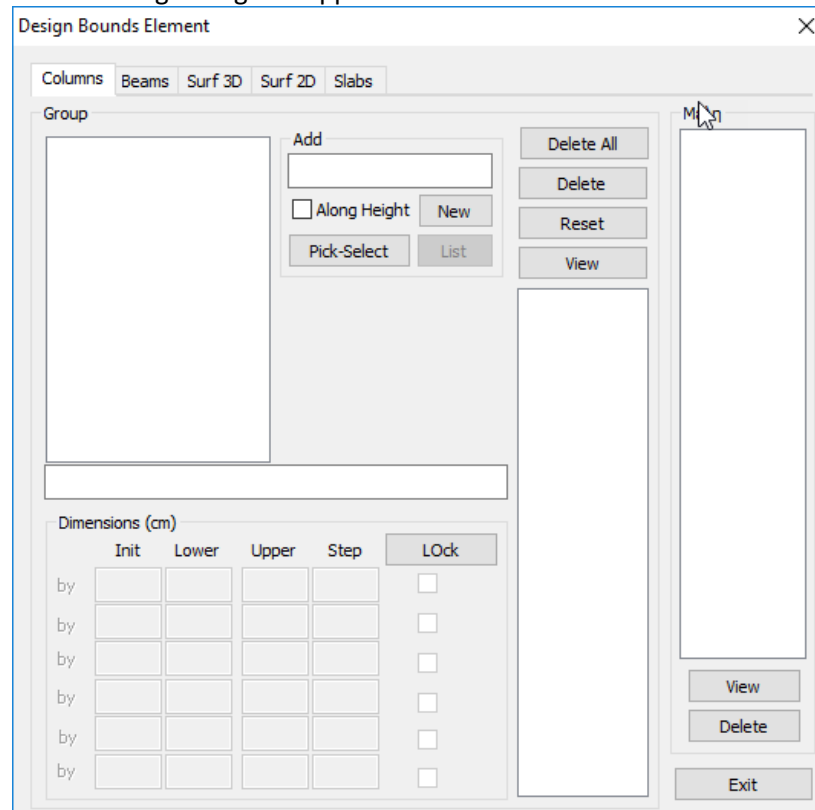 Design Bounds Element
Columns Beams Surf 3D Surf 2D Slabs
Group
Add
Along Height New
Pick-Select List
Delete All
Delete
Reset
View
Dimensions (cm)
Init Lower Upper Step LOck
by
by
by
by
by
by
View
Delete
Exit